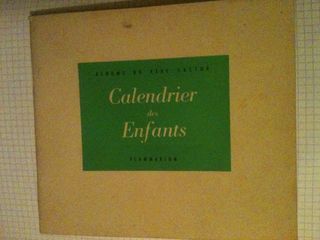 ALBUMS DU PÈRE CASTOR
Calendrier
des
Enfants
FLAMMARION